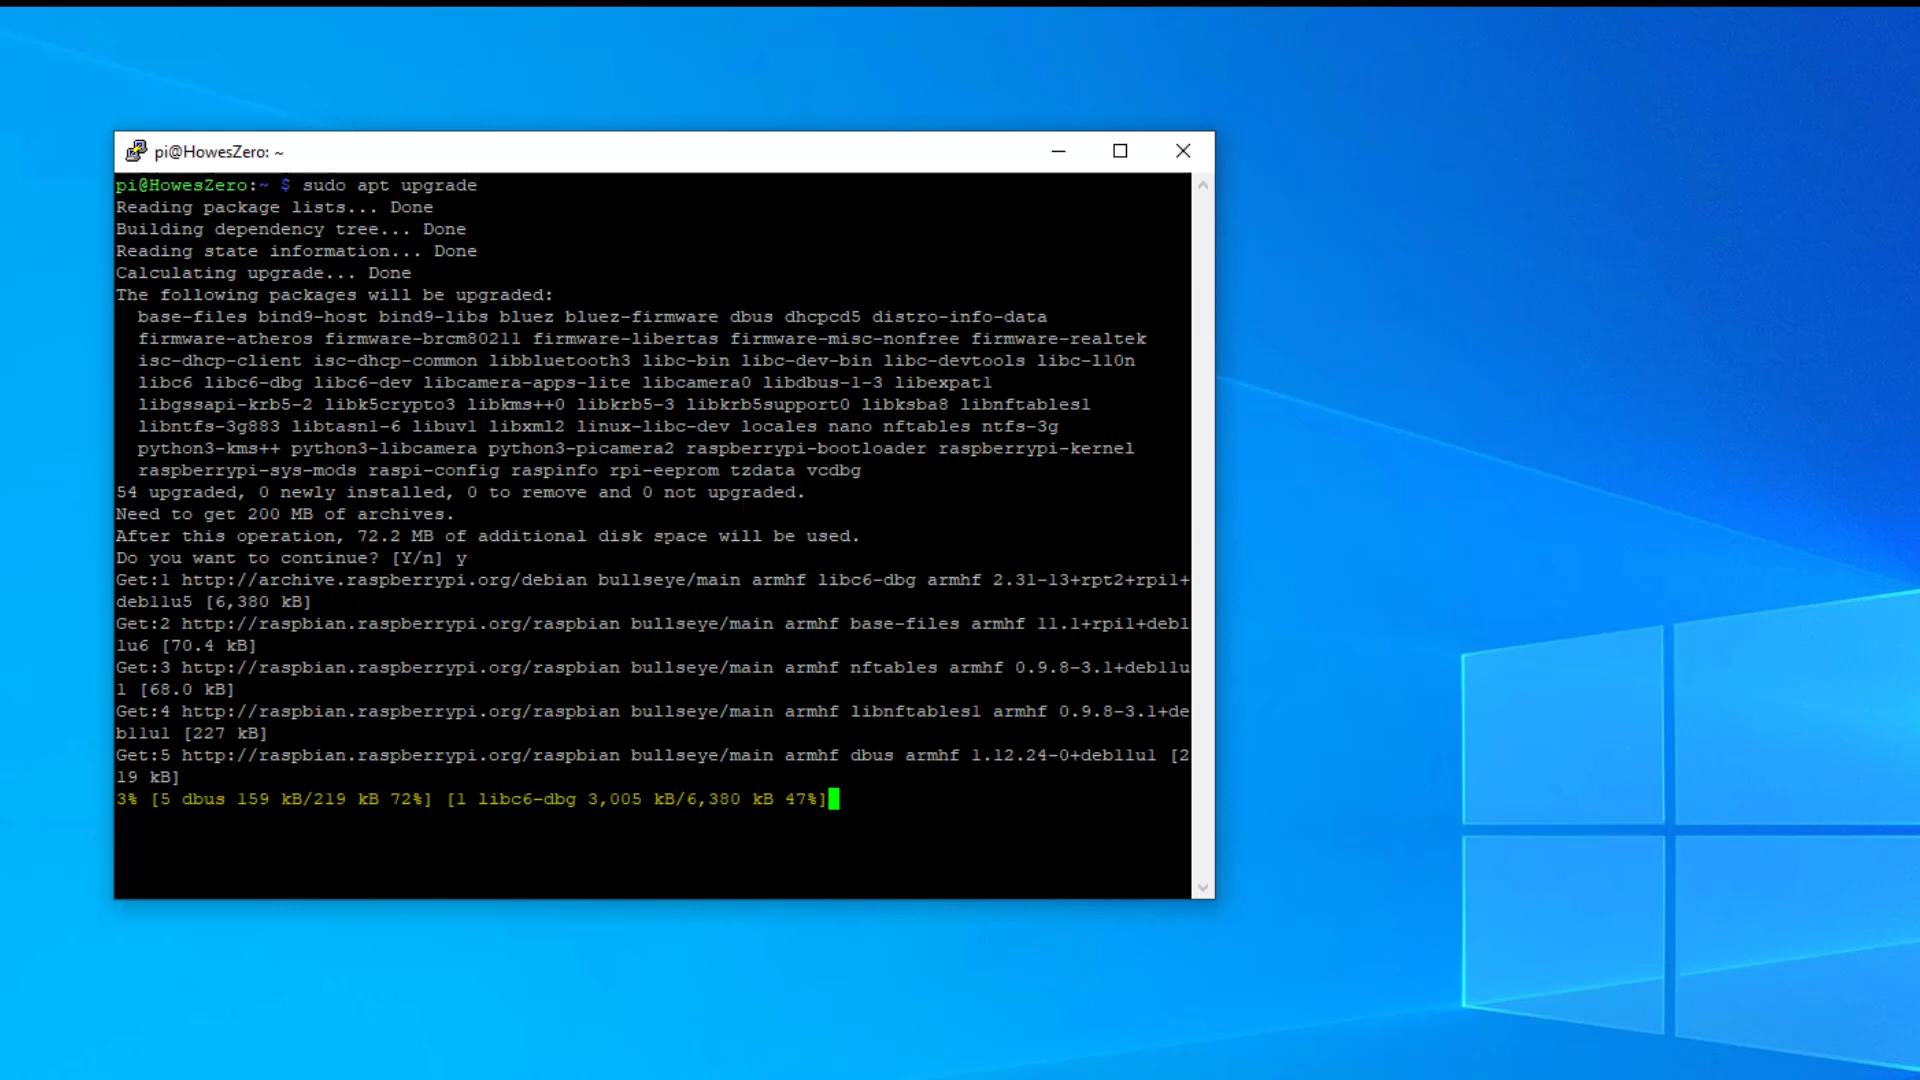 pi@HowesZero: ~
pi@HowesZero:~ $ sudo apt upgrade
Reading package lists... Done
Building dependency tree... Done
Reading state information... Done
Calculating upgrade... Done
The following packages will be upgraded:
base-files bind9-host bind9-libs bluez bluez-firmware dbus dhcpcd5 distro-info-data
firmware-atheros firmware-brcm80211 firmware-libertas firmware-misc-nonfree firmware-realtek
isc-dhcp-client isc-dhcp-common libbluetooth3 libc-bin libc-dev-bin libc-devtools libc-l10n
libc6 libc6-dbg libc6-dev libcamera-apps-lite libcamera0 libdbus-1-3 libexpat1
libgssapi-krb5-2 libk5crypto3 libkms++0 libkrb5-3 libkrb5support0 libksba8 libnftables1
libntfs-3g883 libtasn1-6 libuv1 libxml2 linux-libc-dev locales nano nftables ntfs-3g
python3-kms++ python3-libcamera python3-picamera2 raspberrypi-bootloader raspberrypi-kernel
raspberrypi-sys-mods raspi-config raspinfo rpi-eeprom tzdata vcdbg
54 upgraded, 0 newly installed, 0 to remove and 0 not upgraded.
Need to get 200 MB of archives.
After this operation, 72.2 MB of additional disk space will be used.
Do you want to continue? [Y/n] y
Get:1 http://archive.raspberrypi.org/debian bullseye/main armhf libc6-dbg armhf 2.31-13+rpt2+rpi1+
deb11u5 [6,380 kB]
Get:2 http://raspbian.raspberrypi.org/raspbian bullseye/main armhf base-files armhf 11.1+rpi1+deb1
1u6 [70.4 kB]
Get:3 http://raspbian.raspberrypi.org/raspbian bullseye/main armhf nftables armhf 0.9.8-3.1+deb11u
1 [68.0 kB]
Get:4 http://raspbian.raspberrypi.org/raspbian bullseye/main armhf libnftables1 armhf 0.9.8-3.1+de
b11u1 [227 kB]
Get:5 http://raspbian.raspberrypi.org/raspbian bullseye/main armhf dbus armhf 1.12.24-0+deb11u1 [2
19 kB]
3% [5 dbus 159 kB/219 kB 72%] [1 libc6-dbg 3,005 kB/6,380 kB 47%]